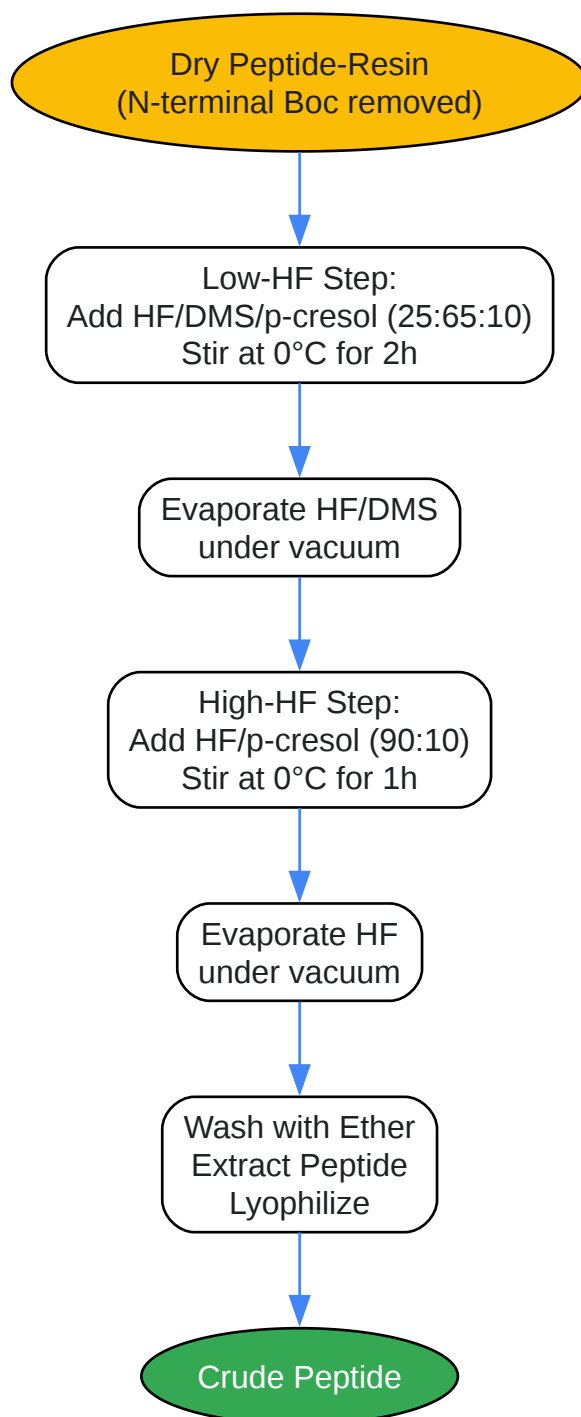 Dry Peptide-Resin
(N-terminal Boc removed)
Low-HF Step:
Add HF/DMS/p-cresol (25:65:10)
Stir at 0°C for 2h
Evaporate HF/DMS
under vacuum
High-HF Step:
Add HF/p-cresol (90:10)
Stir at 0°C for 1h
Evaporate HF
under vacuum
Wash with Ether
Extract Peptide
Lyophilize
Crude Peptide